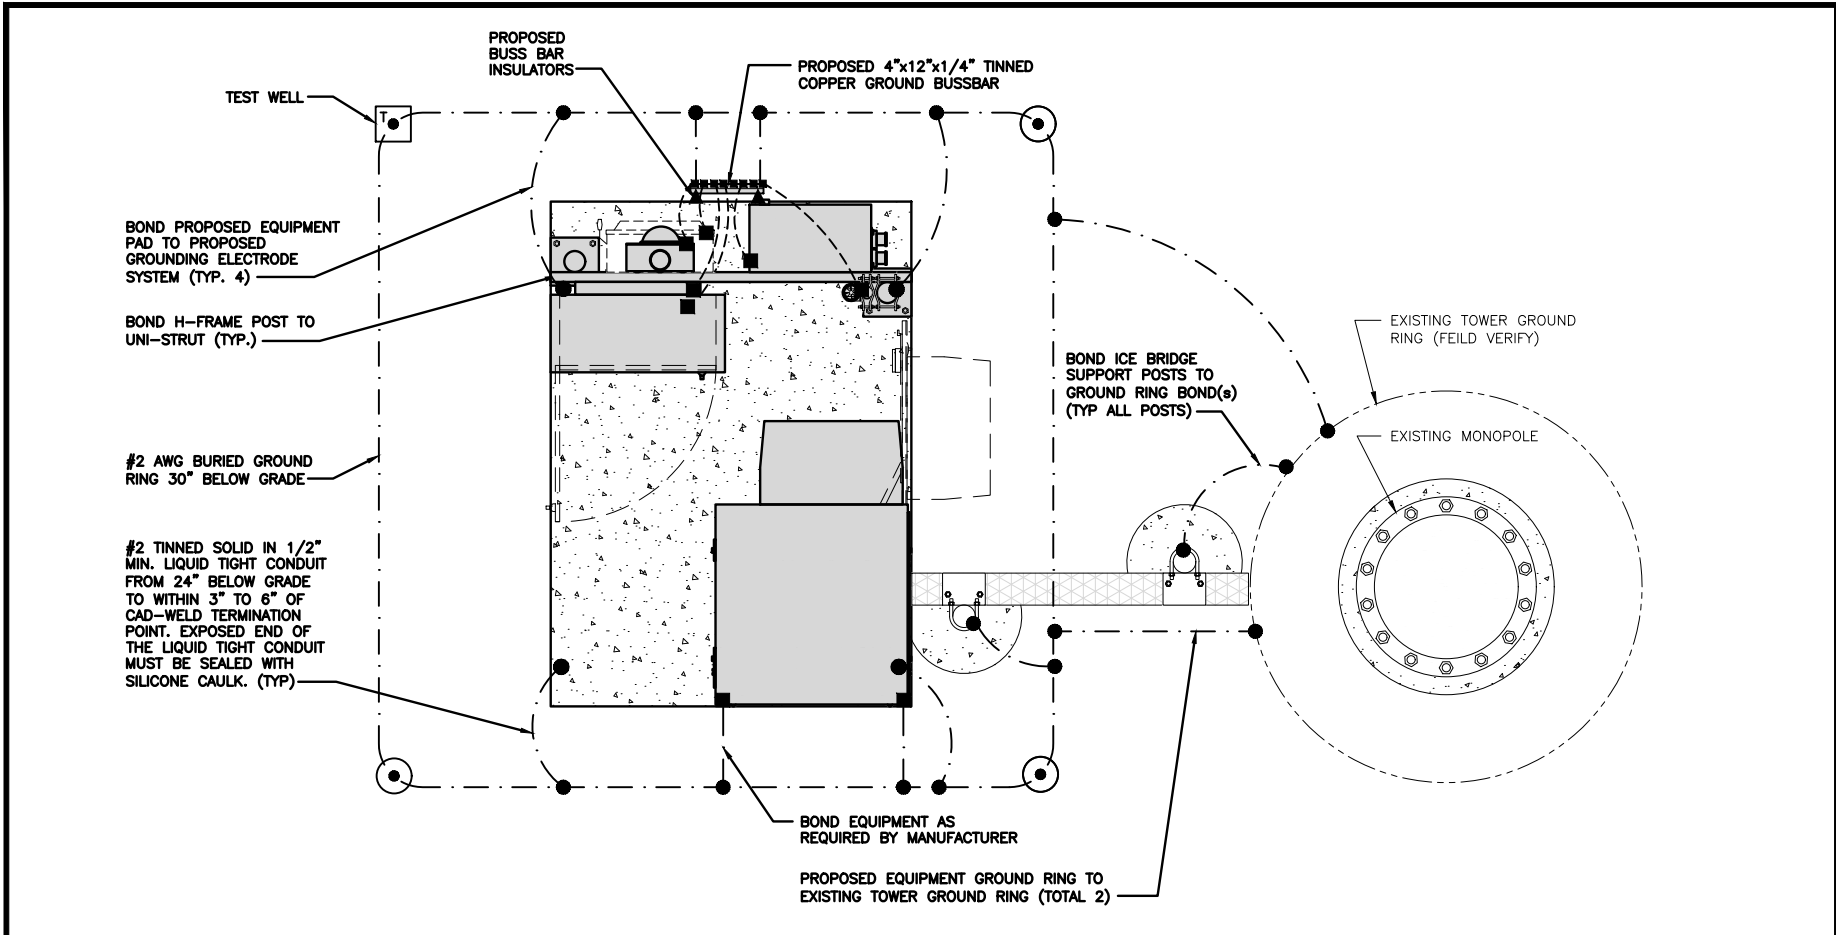 PROPOSED
BUSS BAR
INSULATORS
PROPOSED 4"x12"x1/4" TINNED
COPPER GROUND BUSSBAR
TEST WELL
T
BOND PROPOSED EQUIPMENT
PAD TO PROPOSED
GROUNDING ELECTRODE
SYSTEM (TYP. 4)
BOND H-FRAME POST TO
UNI-STRUT (TYP.)
EXISTING TOWER GROUND
RING (FEILD VERIFY)
BOND ICE BRIDGE
SUPPORT POSTS TO
GROUND RING BOND(s)
(TYP ALL POSTS)
EXISTING MONOPOLE
#2 AWG BURIED GROUND
RING 30" BELOW GRADE
#2 TINNED SOLID IN 1/2"
MIN. LIQUID TIGHT CONDUIT
FROM 24" BELOW GRADE
TO WITHIN 3" TO 6" OF
CAD-WELD TERMINATION
POINT. EXPOSED END OF
THE LIQUID TIGHT CONDUIT
MUST BE SEALED WITH
SILICONE CAULK. (TYP)
BOND EQUIPMENT AS
REQUIRED BY MANUFACTURER
PROPOSED EQUIPMENT GROUND RING TO
EXISTING TOWER GROUND RING (TOTAL 2)